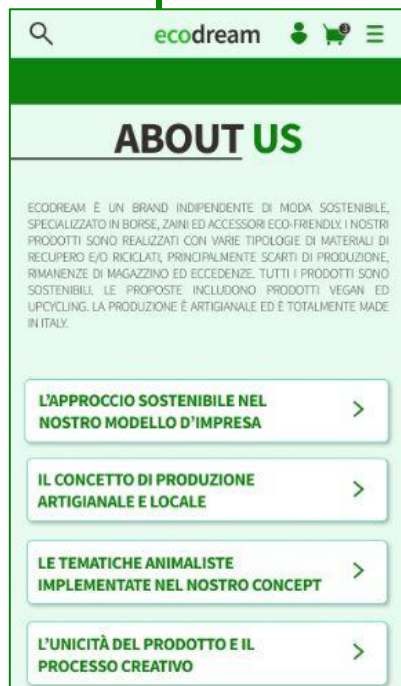 ecodream
3
ABOUT US
ECODREAM È UN BRAND INDIPENDENTE DI MODA SOSTENIBILE,
SPECIALIZZATO IN BORSE, ZAINI ED ACCESSORI ECO-FRIENDLY. I NOSTRI
PRODOTTI SONO REALIZZATI CON VARIE TIPOLOGIE DI MATERIALI DI
RECUPERO E/O RICICLATI, PRINCIPALMENTE SCARTI DI PRODUZIONE,
RIMANENZE DI MAGAZZINO ED ECCEDENZE. TUTTI I PRODOTTI SONO
SOSTENIBILI. LE PROPOSTE INCLUDONO PRODOTTI VEGAN ED
UPCYCLING. LA PRODUZIONE È ARTIGIANALE ED È TOTALMENTE MADE
IN ITALY.
L'APPROCCIO SOSTENIBILE NEL
NOSTRO MODELLO D'IMPRESA
IL CONCETTO DI PRODUZIONE
ARTIGIANALE E LOCALE
LE TEMATICHE ANIMALISTE
IMPLEMENTATE NEL NOSTRO CONCEPT
L'UNICITÀ DEL PRODOTTO E IL
PROCESSO CREATIVO